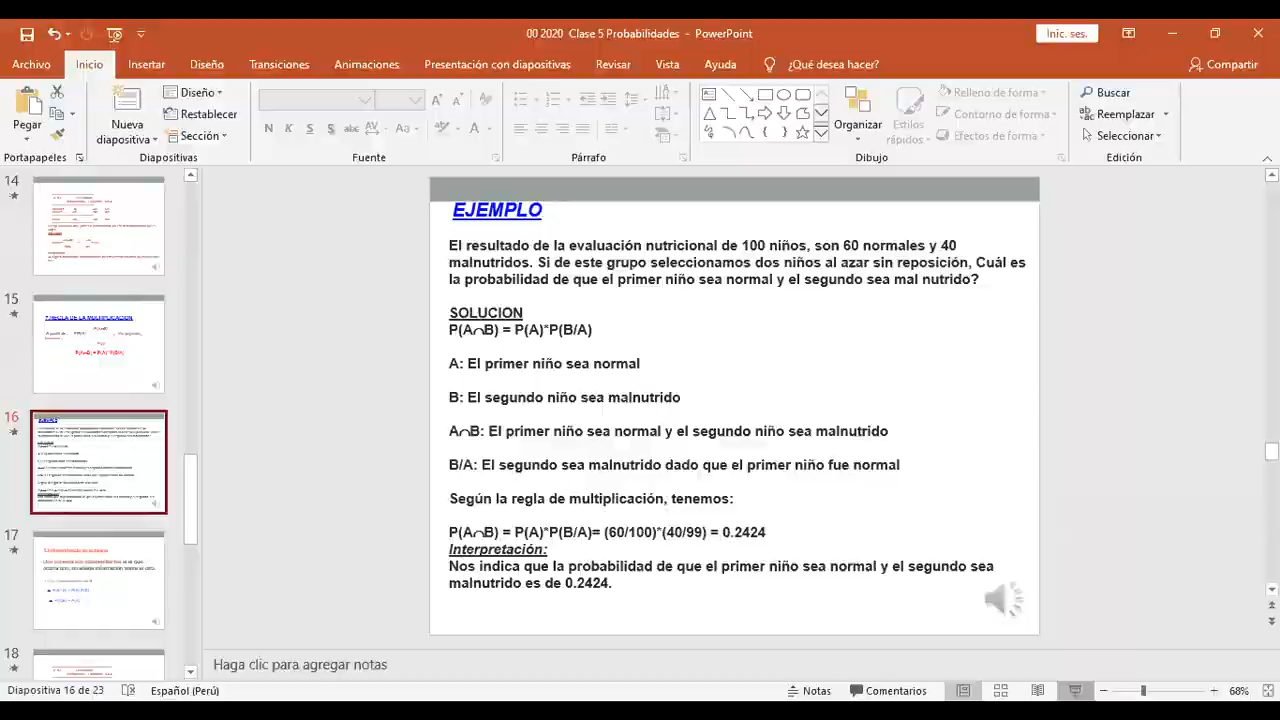 00 2020 Clase 5 Probabilidades - PowerPoint
Inic. ses.
Archivo Inicio Insertar Diseño Transiciones Animaciones Presentación con diapositivas Revisar Vista Ayuda ¿Qué desea hacer? Compartir
Pegar
Nueva diapositiva
Diseño
Restablecer
Sección
N K S S abc AV Aa A
Organizar
Estilos rápidos
Relleno de forma
Contorno de forma
Efectos de forma
Buscar
Reemplazar
Seleccionar
Portapapeles Diapositivas Fuente Párrafo Dibujo Edición
14
15
16
17
18
EJEMPLO
El resultado de la evaluación nutricional de 100 niños, son 60 normales y 40
malnutridos. Si de este grupo seleccionamos dos niños al azar sin reposición, Cuál es
la probabilidad de que el primer niño sea normal y el segundo sea mal nutrido?
SOLUCION
P(A∩B) = P(A)*P(B/A)
A: El primer niño sea normal
B: El segundo niño sea malnutrido
A∩B: El primer niño sea normal y el segundo niño sea malnutrido
B/A: El segundo sea malnutrido dado que el primer niño fue normal
Según la regla de multiplicación, tenemos:
P(A∩B) = P(A)*P(B/A)= (60/100)*(40/99) = 0.2424
Interpretación:
Nos indica que la probabilidad de que el primer niño sea normal y el segundo sea
malnutrido es de 0.2424.
Haga clic para agregar notas
Diapositiva 16 de 23 Español (Perú) Notas Comentarios 68%